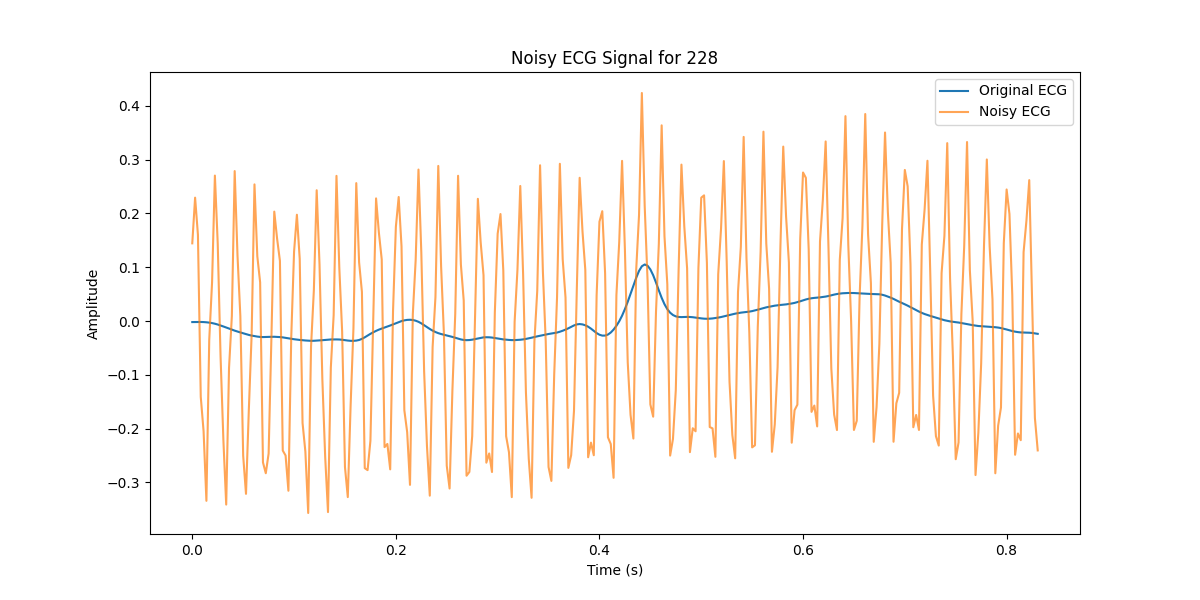 Noisy ECG Signal for 228
Original ECG
Noisy ECG
0.4
0.3
0.2
0.1
0.0
−0.1
−0.2
−0.3
Amplitude
0.0 0.2 0.4 0.6 0.8
Time (s)